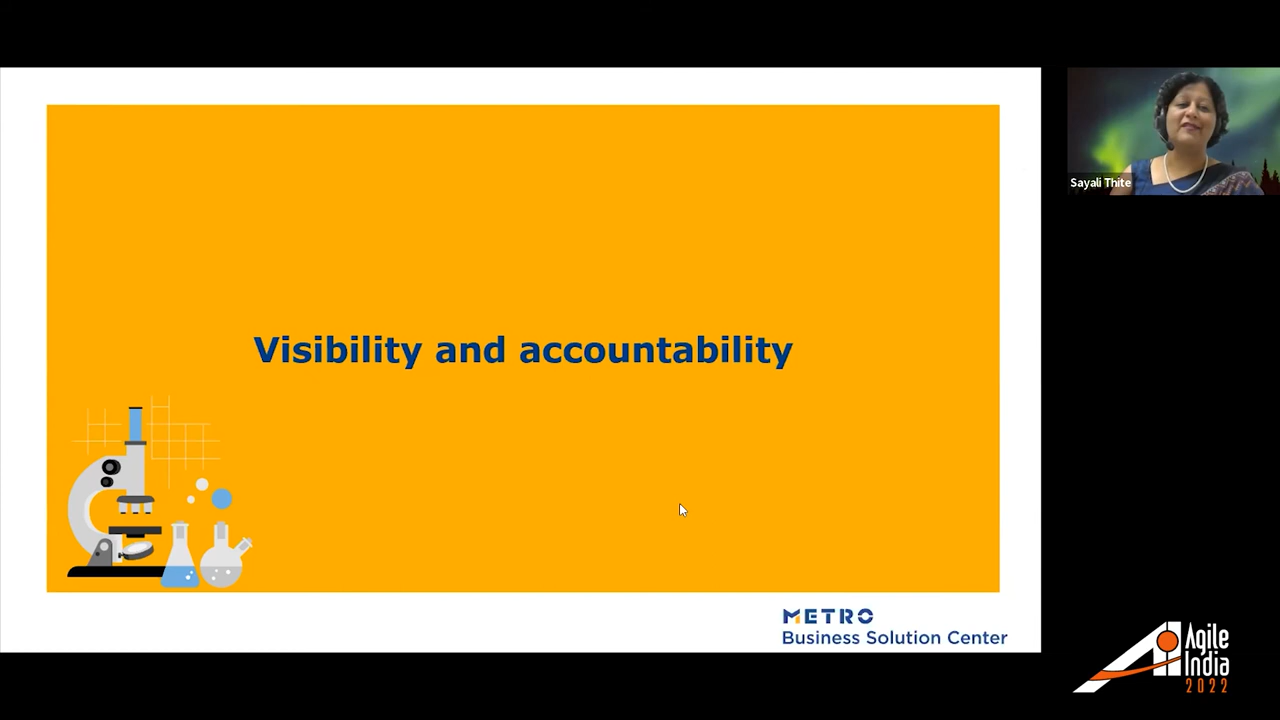 Visibility and accountability
METRO
Business Solution Center
Sayali Thite
Agile
India
2022